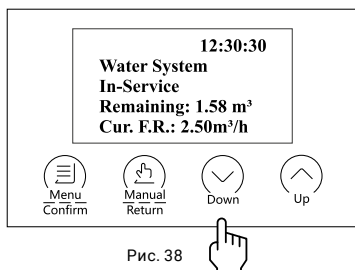 12:30:30
Water System
In-Service
Remaining: 1.58 m³
Cur. F.R.: 2.50m³/h
Menu
Confirm
Manual
Return
Down
Up
Рис. 38